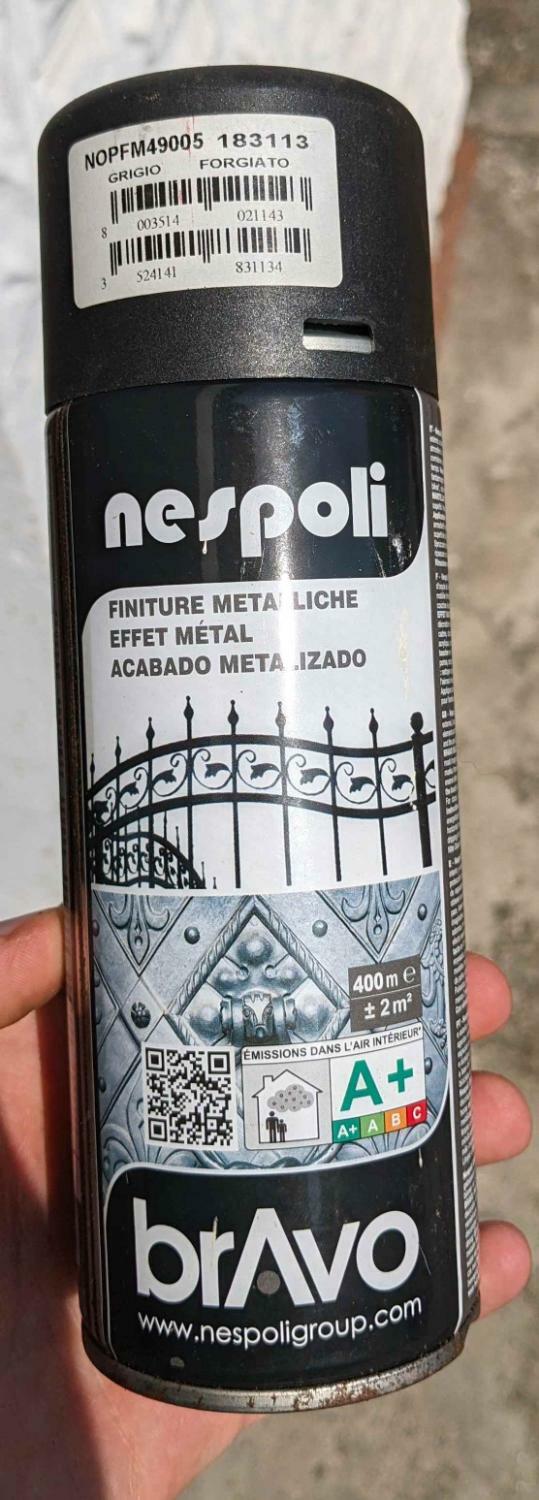 NOPFM49005 183113
GRIGIO FORGIATO
8 003514 021143
3 524141 831134
nespoli
FINITURE METALLICHE
EFFET MÉTAL
ACABADO METALIZADO
400 m e
± 2 m²
ÉMISSIONS DANS L'AIR INTÉRIEUR*
A+
A+ A B C
brAvo
www.nespoligroup.com